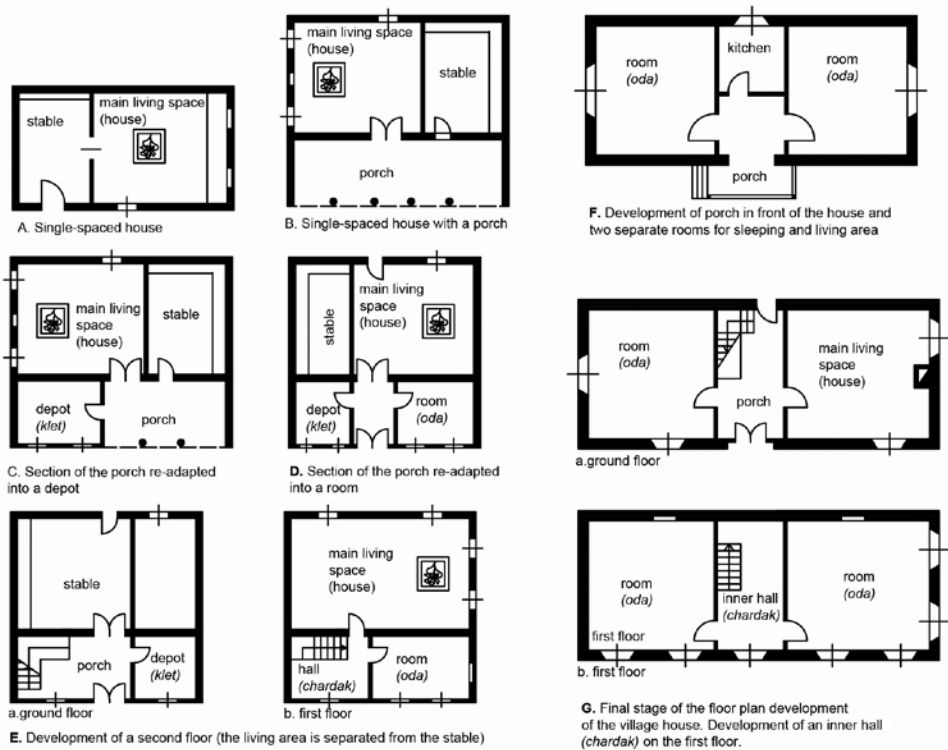 stable
main living space
(house)
A. Single-spaced house
main living space
(house)
stable
porch
B. Single-spaced house with a porch
room
(oda)
kitchen
room
(oda)
porch
F. Development of porch in front of the house and
two separate rooms for sleeping and living area
main living
space
(house)
stable
depot
(klet)
porch
C. Section of the porch re-adapted
into a depot
stable
main living
space
(house)
depot
(klet)
room
(oda)
D. Section of the porch re-adapted
into a room
room
(oda)
main living
space
(house)
porch
a.ground floor
stable
porch
depot
(klet)
a.ground floor
main living
space
(house)
hall
(chardak)
room
(oda)
b. first floor
E. Development of a second floor (the living area is separated from the stable)
room
(oda)
inner hall
(chardak)
room
(oda)
first floor
b. first floor
G. Final stage of the floor plan development
of the village house. Development of an inner hall
(chardak) on the first floor.